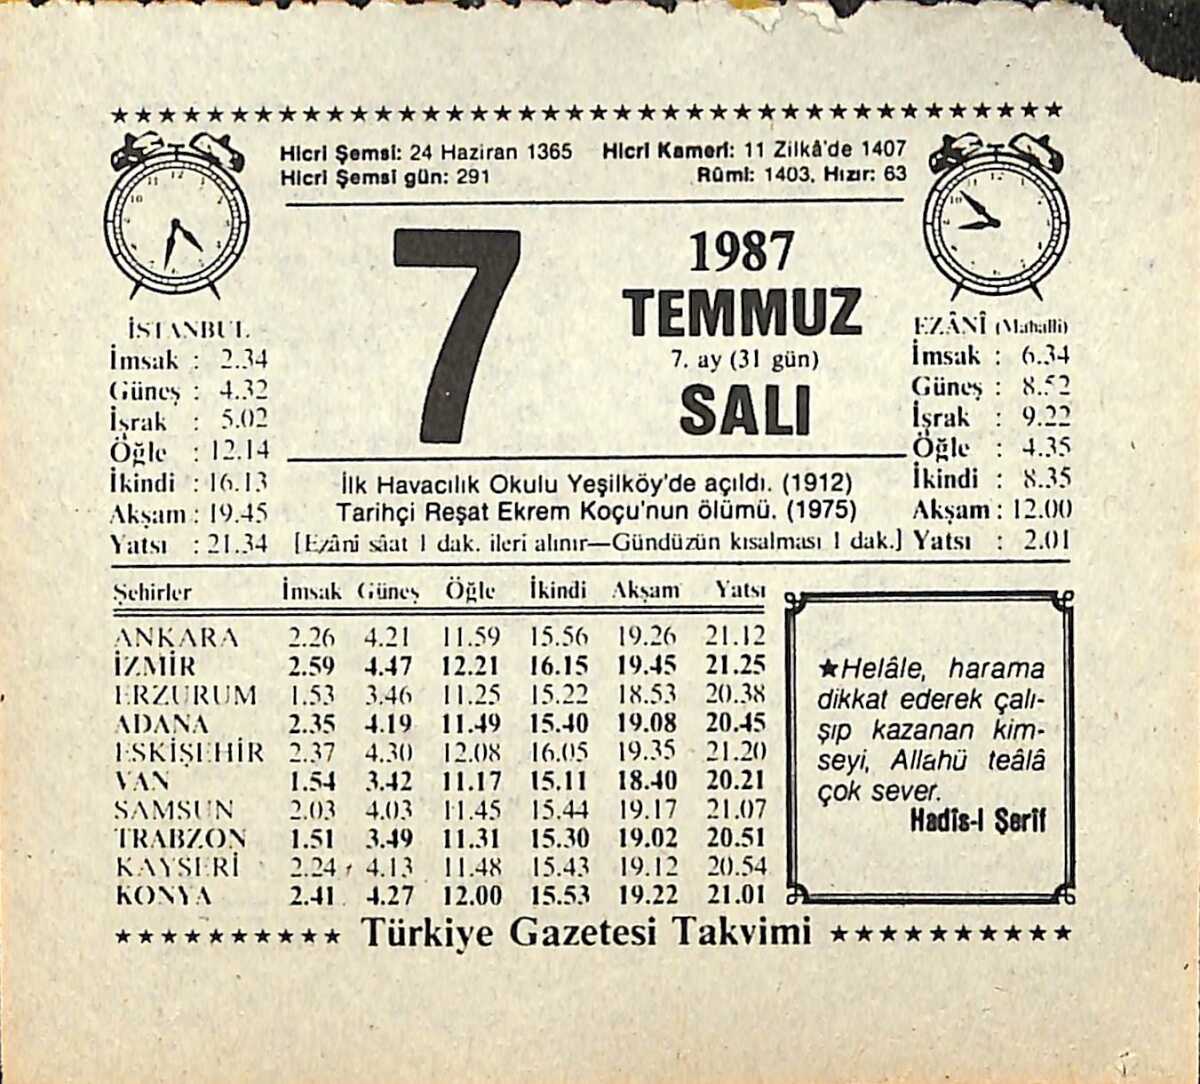 Hicri Şemsi: 24 Haziran 1365 Hicri Kameri: 11 Zilkâ'de 1407
Hicri Şemsi gün: 291 Rûmi: 1403, Hızır: 63
7
1987
TEMMUZ
7. ay (31 gün)
SALI
İSTANBUL
İmsak : 2.34
Güneş : 4.32
İşrak : 5.02
Öğle : 12.14
İkindi : 16.13
Akşam : 19.45
Yatsı : 21.34
EZÂNÎ (Mahalli)
İmsak : 6.34
Güneş : 8.52
İşrak : 9.22
Öğle : 4.35
İkindi : 8.35
Akşam : 12.00
Yatsı : 2.01
İlk Havacılık Okulu Yeşilköy'de açıldı. (1912)
Tarihçi Reşat Ekrem Koçu'nun ölümü. (1975)
[Ezânî sâat 1 dak. ileri alınır—Gündüzün kısalması 1 dak.]
Şehirler İmsak Güneş Öğle İkindi Akşam Yatsı
ANKARA 2.26 4.21 11.59 15.56 19.26 21.12
İZMİR 2.59 4.47 12.21 16.15 19.45 21.25
ERZURUM 1.53 3.46 11.25 15.22 18.53 20.38
ADANA 2.35 4.19 11.49 15.40 19.08 20.45
ESKİŞEHİR 2.37 4.30 12.08 16.05 19.35 21.20
VAN 1.54 3.42 11.17 15.11 18.40 20.21
SAMSUN 2.03 4.03 11.45 15.44 19.17 21.07
TRABZON 1.51 3.49 11.31 15.30 19.02 20.51
KAYSERİ 2.24 4.13 11.48 15.43 19.12 20.54
KONYA 2.41 4.27 12.00 15.53 19.22 21.01
★Helâle, harama
dikkat ederek çalı-
şıp kazanan kim-
seyi, Allahü teâlâ
çok sever.
Hadîs-i Şerîf
★★★★★★★★★★ Türkiye Gazetesi Takvimi ★★★★★★★★★★